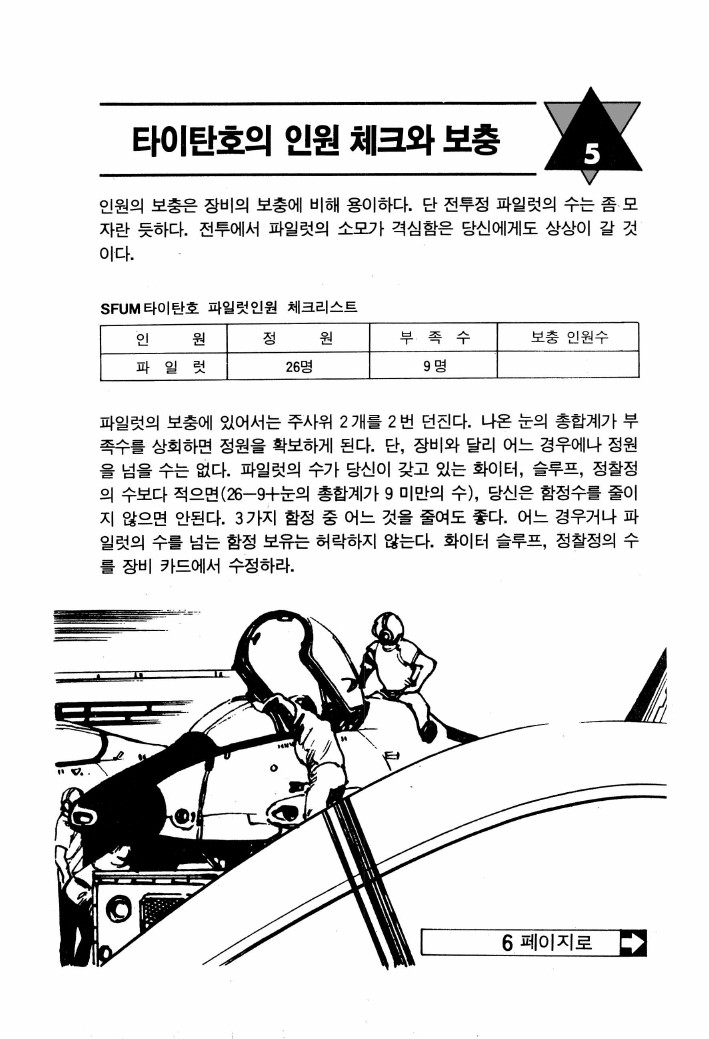 타이탄호의 인원 체크와 보충
5
인원의 보충은 장비의 보충에 비해 용이하다. 단 전투정 파일럿의 수는 좀 모
자란 듯하다. 전투에서 파일럿의 소모가 격심함은 당신에게도 상상이 갈 것
이다.
SFUM타이탄호 파일럿인원 체크리스트
인 원 정 원 부 족 수 보충 인원수
파 일 럿 26명 9명
파일럿의 보충에 있어서는 주사위 2개를 2번 던진다. 나온 눈의 총합계가 부
족수를 상회하면 정원을 확보하게 된다. 단, 장비와 달리 어느 경우에나 정원
을 넘을 수는 없다. 파일럿의 수가 당신이 갖고 있는 화이터, 슬루프, 정찰정
의 수보다 적으면(26—9+눈의 총합계가 9 미만의 수), 당신은 함정수를 줄이
지 않으면 안된다. 3가지 함정 중 어느 것을 줄여도 좋다. 어느 경우거나 파
일럿의 수를 넘는 함정 보유는 허락하지 않는다. 화이터 슬루프, 정찰정의 수
를 장비 카드에서 수정하라.
6 페이지로